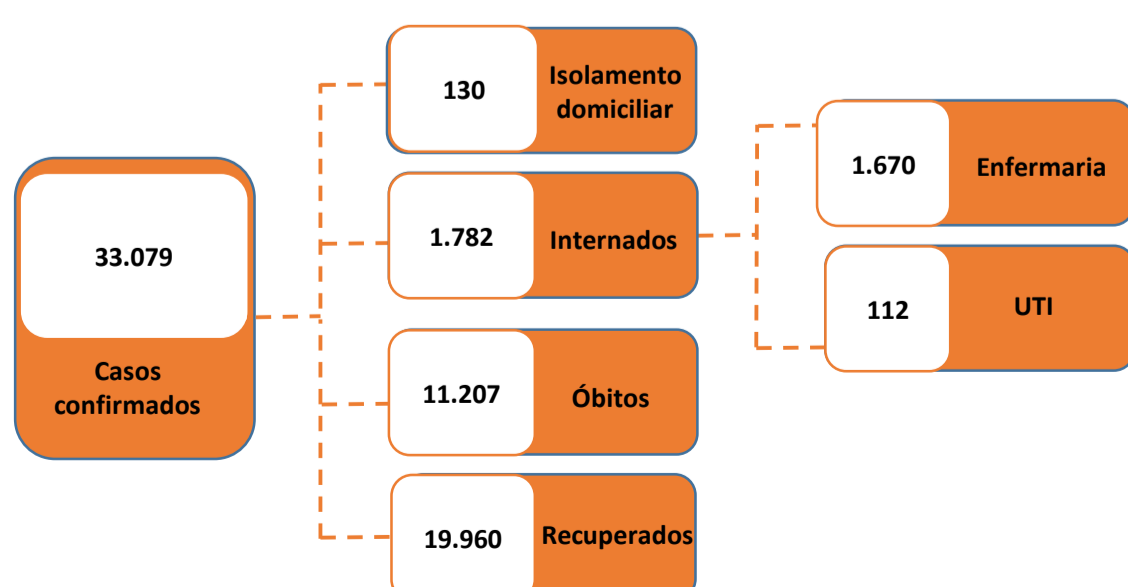 33.079
Casos
confirmados
130
Isolamento
domiciliar
1.782
Internados
11.207
Óbitos
19.960
Recuperados
1.670
Enfermaria
112
UTI